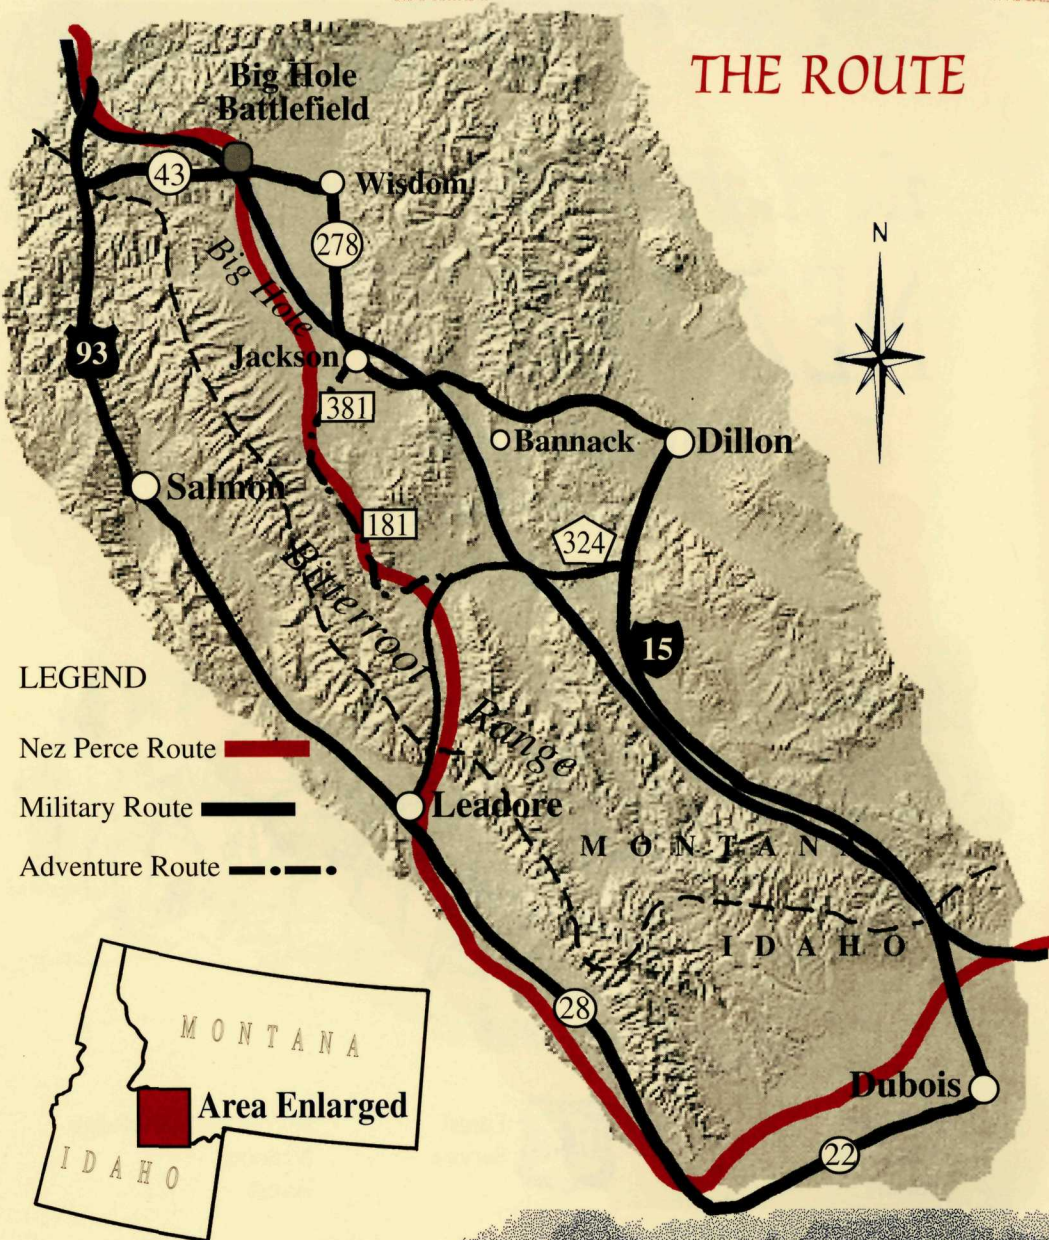 THE ROUTE
Big Hole
Battlefield
43
Wisdom
278
N
Big Hole
93
Jackson
381
Bannack
Dillon
Salmon
181
324
Bitterroot
Range
15
LEGEND
Nez Perce Route
Military Route
Adventure Route
Leadore
MONTANA
IDAHO
28
MONTANA
Area Enlarged
IDAHO
Dubois
22